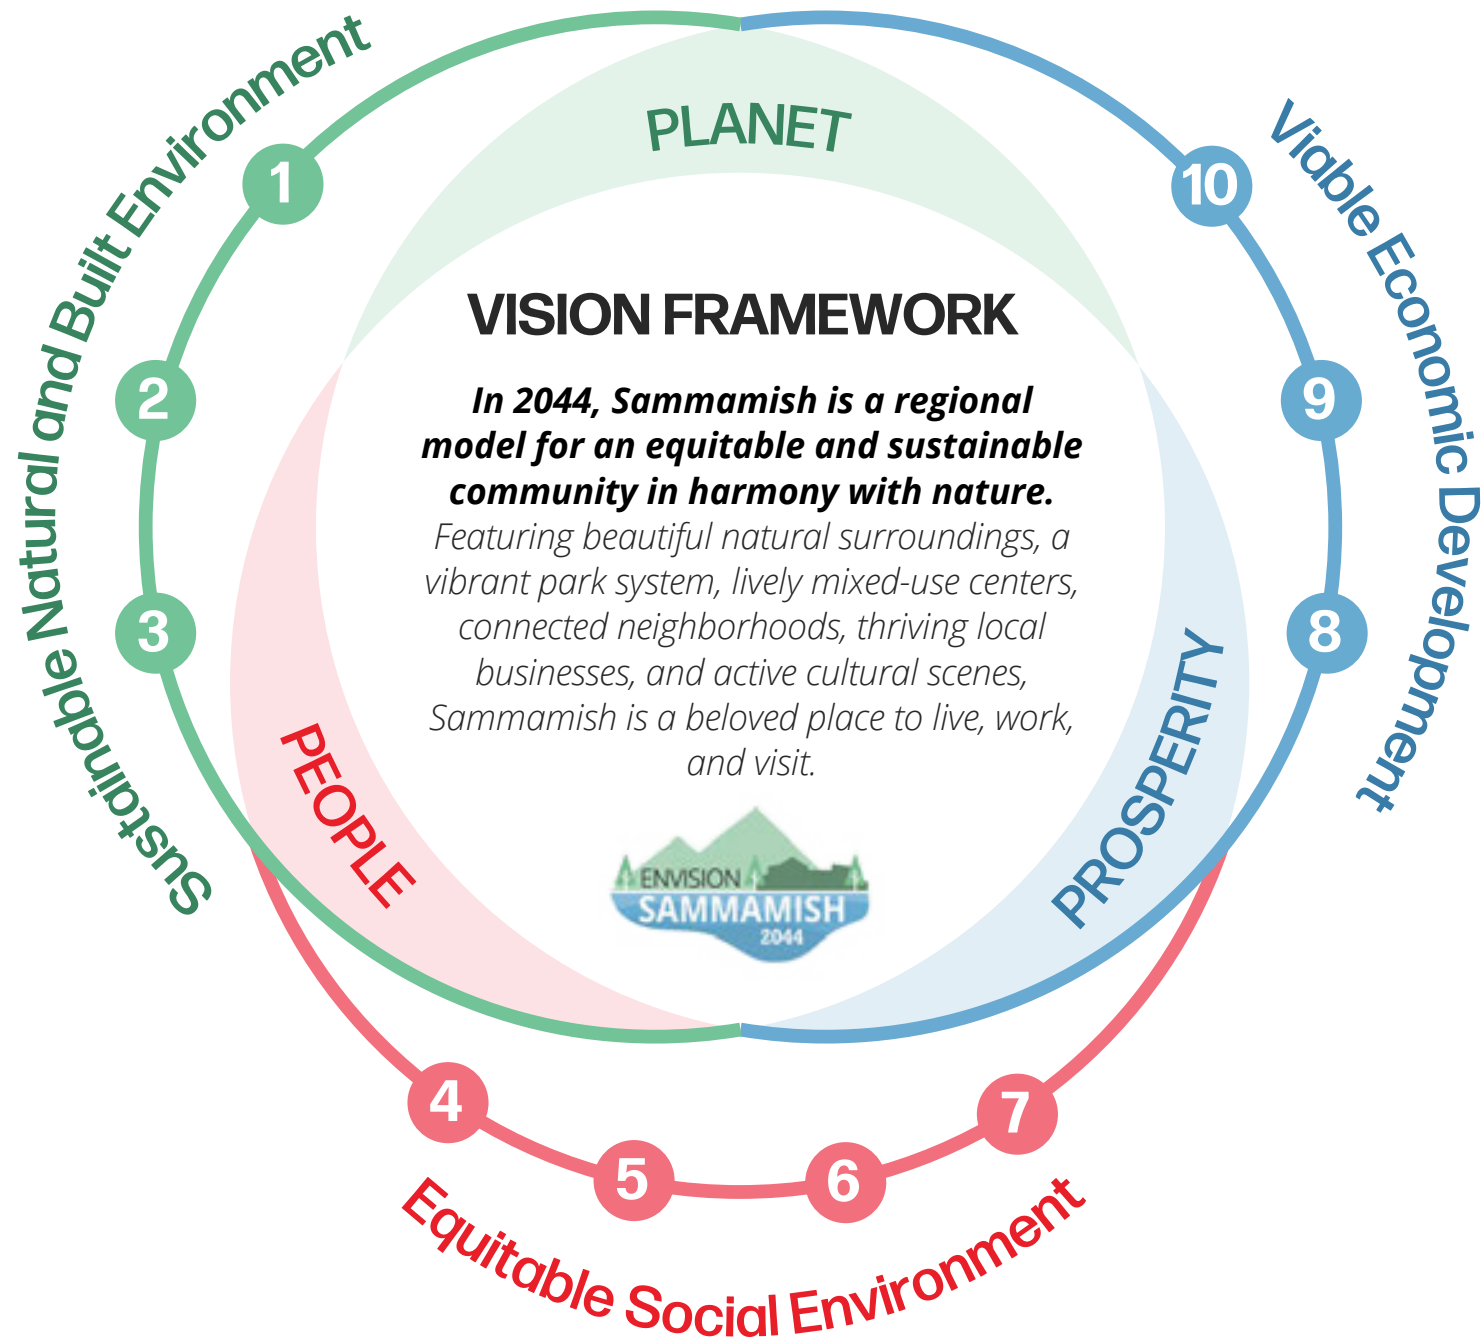 Sustainable Natural and Built Environment
1
2
3
PLANET
10
9
8
Viable Economic Development
VISION FRAMEWORK
In 2044, Sammamish is a regional
model for an equitable and sustainable
community in harmony with nature.
Featuring beautiful natural surroundings, a
vibrant park system, lively mixed-use centers,
connected neighborhoods, thriving local
businesses, and active cultural scenes,
Sammamish is a beloved place to live, work,
and visit.
PEOPLE
PROSPERITY
ENVISION
SAMMAMISH
2044
4
5
6
7
Equitable Social Environment